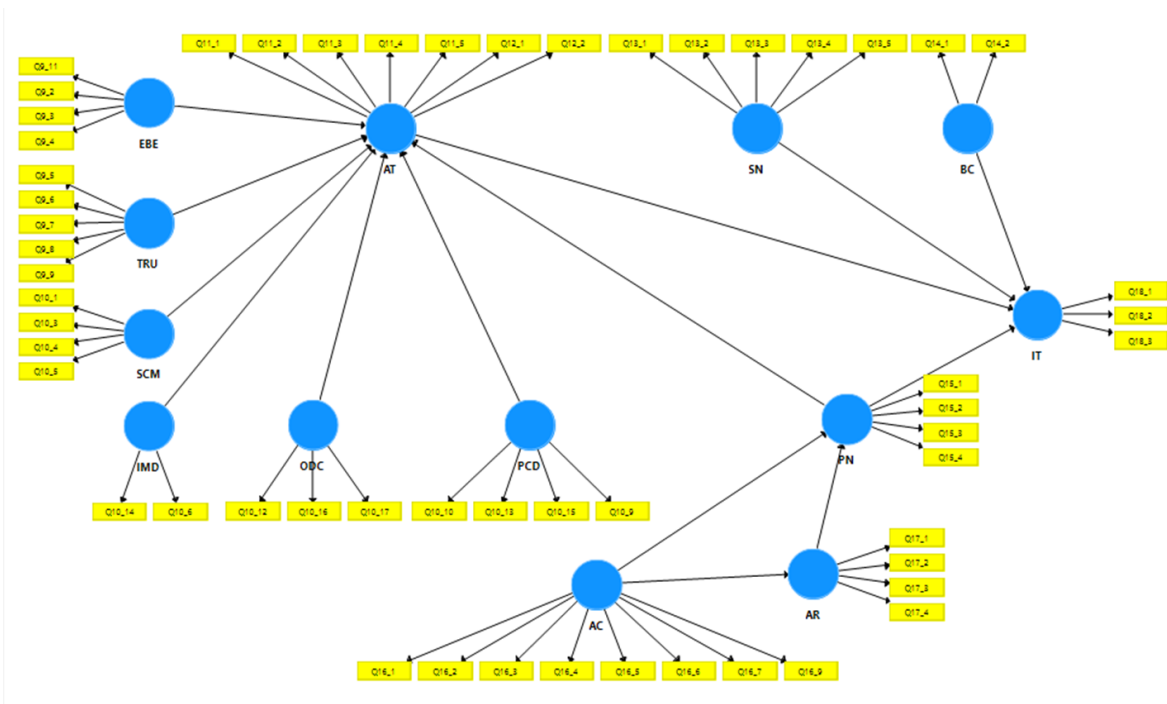 Q11_1 Q11_2 Q11_3 Q11_4 Q11_5 Q12_1 Q12_2 Q13_1 Q13_2 Q13_3 Q13_4 Q13_5 Q14_1 Q14_2
Q9_11
Q9_2
Q9_3
Q9_4
EBE
AT
SN
BC
Q9_5
Q9_6
Q9_7
Q9_8
Q9_9
TRU
Q10_1
Q10_3
Q10_4
Q10_5
SCM
Q18_1
Q18_2
Q18_3
IT
IMD
ODC
PCD
PN
Q15_1
Q15_2
Q15_3
Q15_4
Q10_14 Q10_6 Q10_12 Q10_16 Q10_17 Q10_10 Q10_13 Q10_15 Q10_9
Q17_1
Q17_2
Q17_3
Q17_4
AC
AR
Q16_1 Q16_2 Q16_3 Q16_4 Q16_5 Q16_6 Q16_7 Q16_9